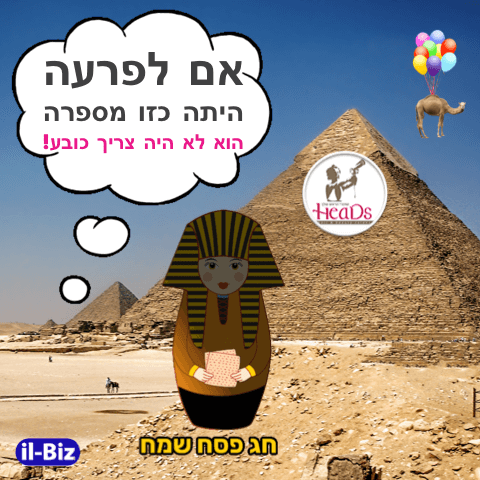 אם לפרעה
היתה כזו מספרה
הוא לא היה צריך כובע!
HeaDs
חג פסח שמח
il-Biz